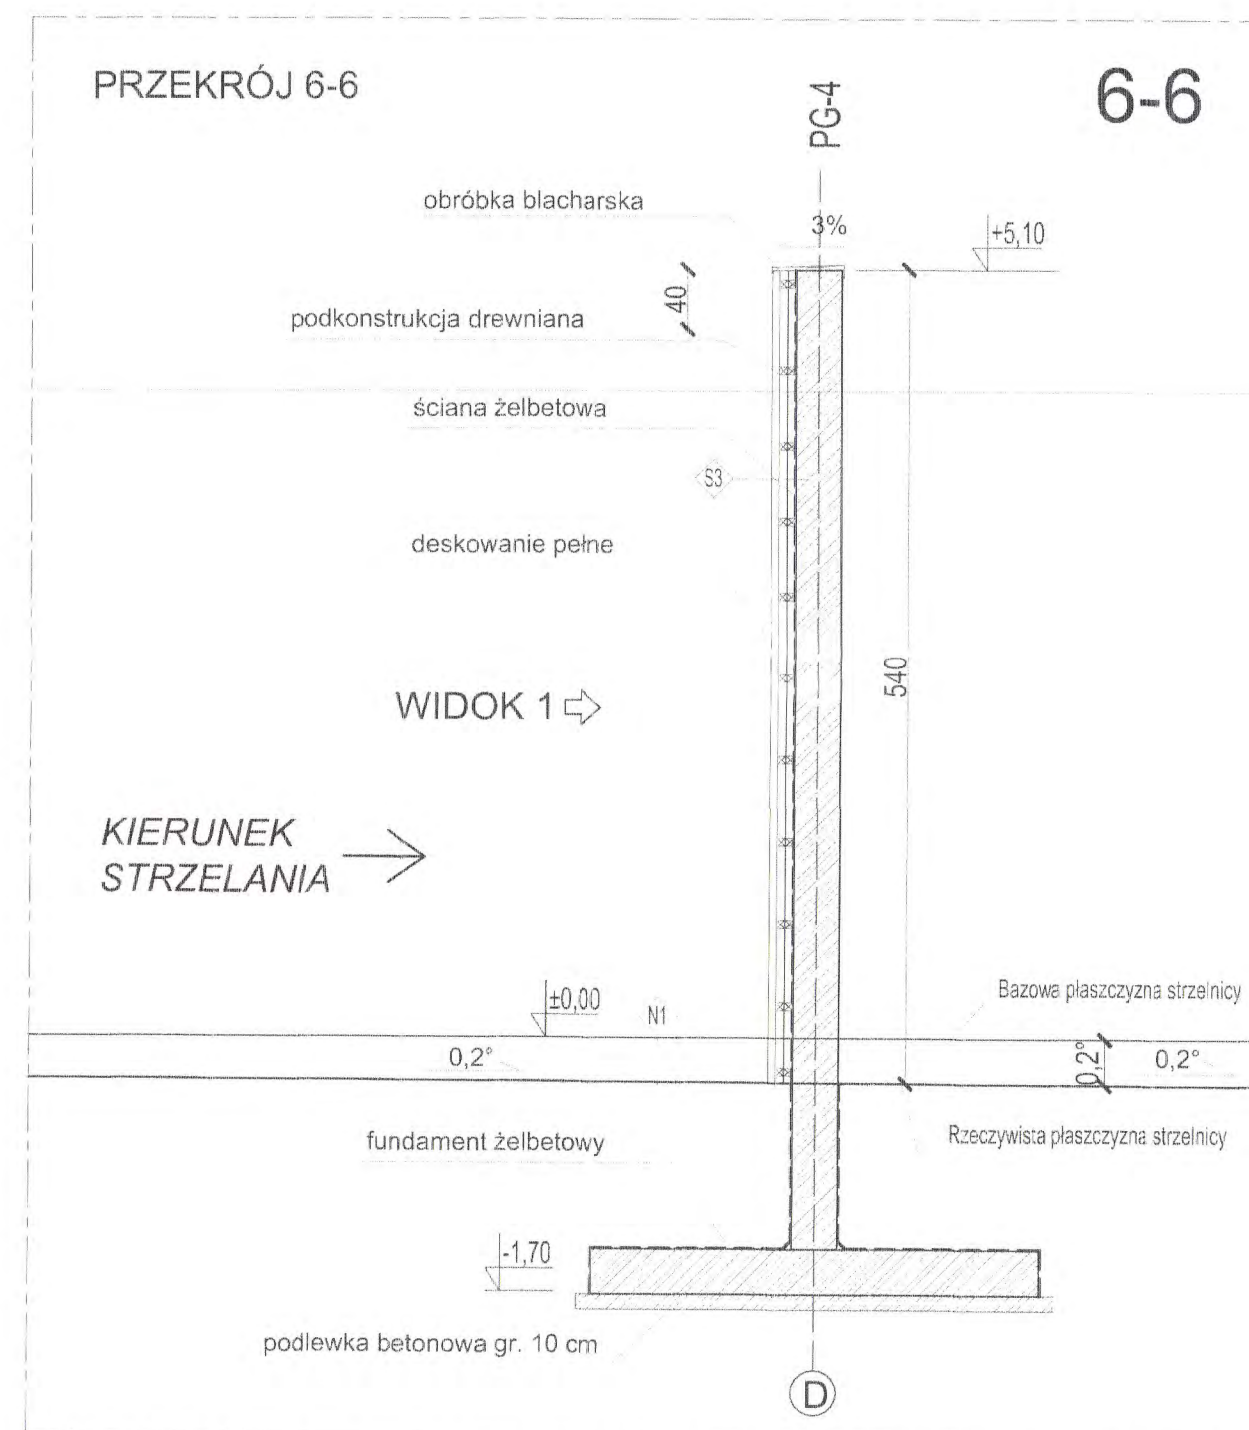 PRZEKRÓJ 6-6
6-6
PG-4
obróbka blacharska
3%
+5,10
40
podkonstrukcja drewniana
ściana żelbetowa
S3
deskowanie pełne
540
WIDOK 1
KIERUNEK
STRZELANIA
±0,00
N1
Bazowa płaszczyzna strzelnicy
0,2°
0,2°
0,2°
fundament żelbetowy
Rzeczywista płaszczyzna strzelnicy
-1,70
podlewka betonowa gr. 10 cm
D